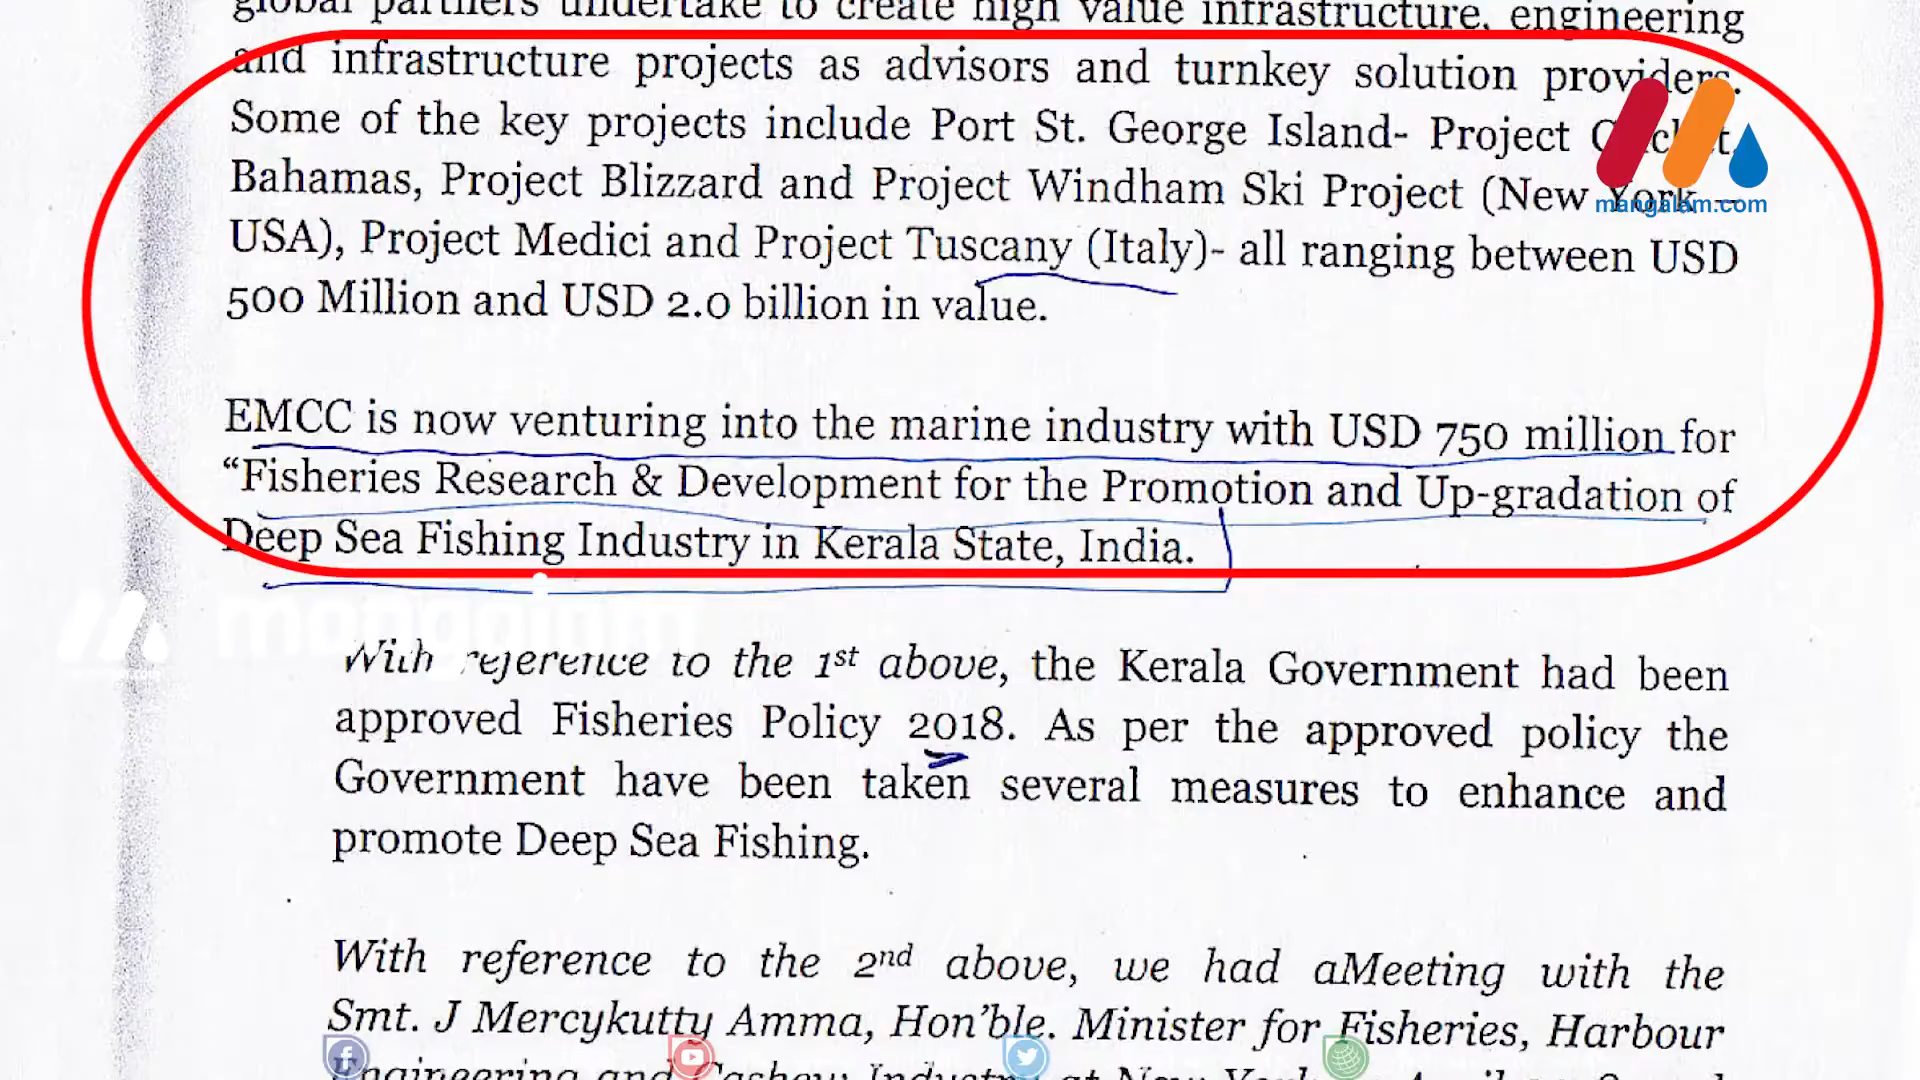 global partners undertake to create high value infrastructure, engineering
and infrastructure projects as advisors and turnkey solution providers.
Some of the key projects include Port St. George Island- Project
Bahamas, Project Blizzard and Project Windham Ski Project (New York –
USA), Project Medici and Project Tuscany (Italy)- all ranging between USD
500 Million and USD 2.0 billion in value.
mangalam.com
EMCC is now venturing into the marine industry with USD 750 million for
“Fisheries Research & Development for the Promotion and Up-gradation of
Deep Sea Fishing Industry in Kerala State, India.
mangalam
With reference to the 1st above, the Kerala Government had been
approved Fisheries Policy 2018. As per the approved policy the
Government have been taken several measures to enhance and
promote Deep Sea Fishing.
With reference to the 2nd above, we had aMeeting with the
Smt. J Mercykutty Amma, Hon’ble. Minister for Fisheries, Harbour
Engineering and Cashew Industry at New York